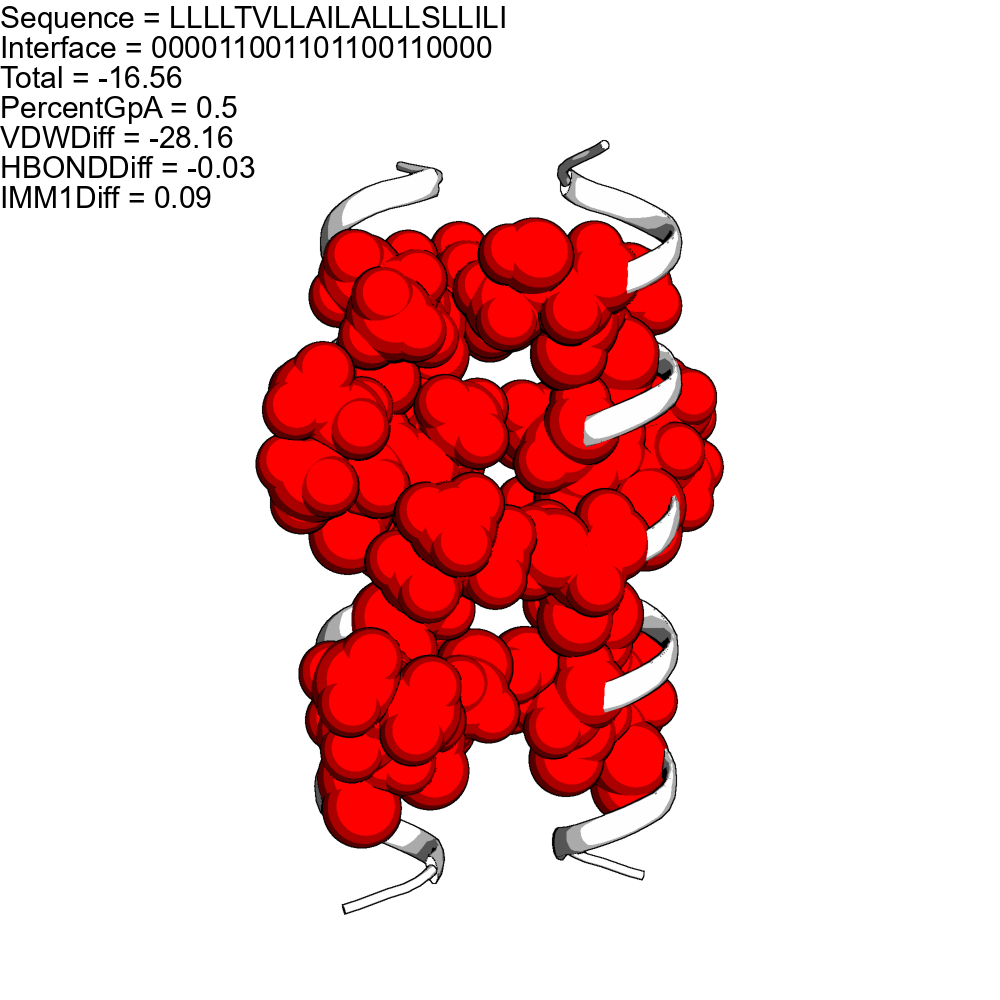 Sequence = LLLLTVLLAILALLLSLLILI
Interface = 000011001101100110000
Total = -16.56
PercentGpA = 0.5
VDWDiff = -28.16
HBONDDiff = -0.03
IMM1Diff = 0.09